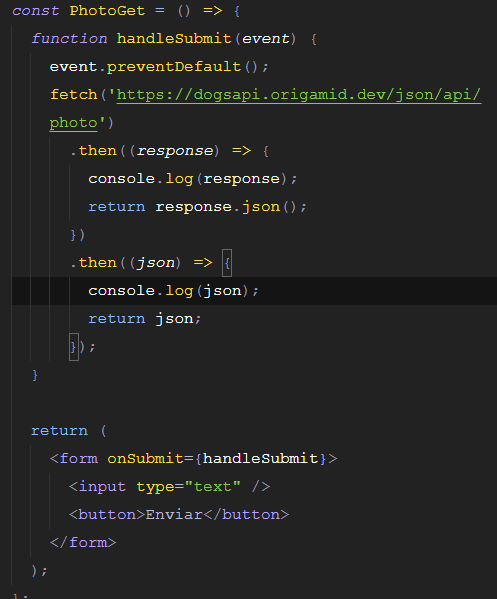 const PhotoGet = () => {
function handleSubmit(event) {
event.preventDefault();
fetch('https://dogsapi.origamid.dev/json/api/
photo')
.then((response) => {
console.log(response);
return response.json();
})
.then((json) => {
console.log(json);
return json;
});
}
return (
<form onSubmit={handleSubmit}>
<input type="text" />
<button>Enviar</button>
</form>
);
};